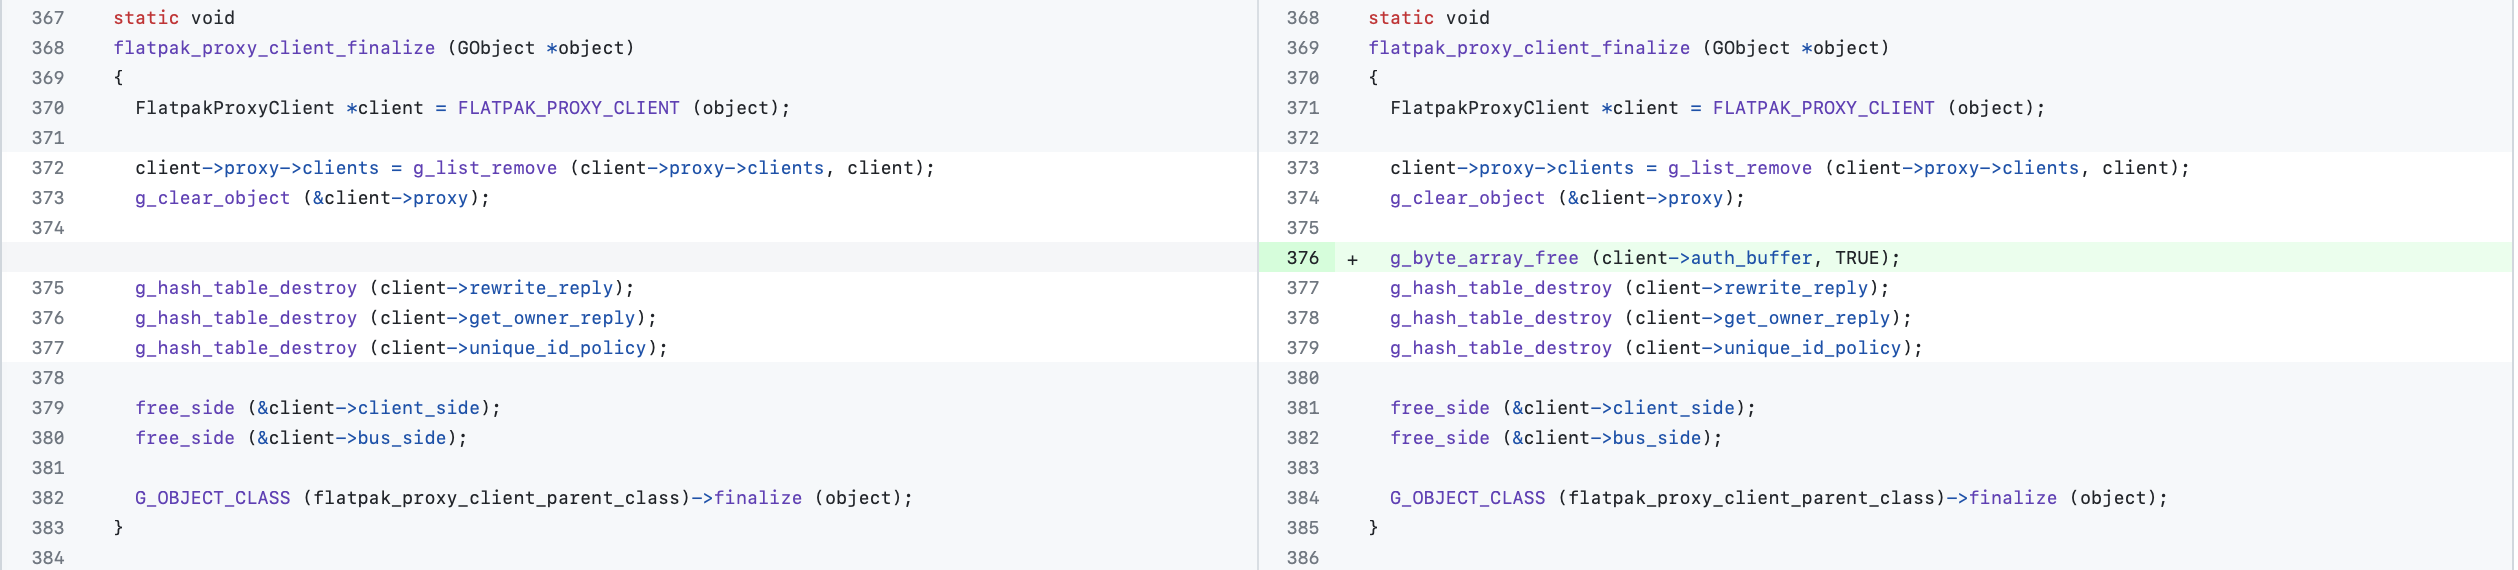 367 static void
368 flatpak_proxy_client_finalize (GObject *object)
369 {
370 FlatpakProxyClient *client = FLATPAK_PROXY_CLIENT (object);
371
372 client->proxy->clients = g_list_remove (client->proxy->clients, client);
373 g_clear_object (&client->proxy);
374
375 g_hash_table_destroy (client->rewrite_reply);
376 g_hash_table_destroy (client->get_owner_reply);
377 g_hash_table_destroy (client->unique_id_policy);
378
379 free_side (&client->client_side);
380 free_side (&client->bus_side);
381
382 G_OBJECT_CLASS (flatpak_proxy_client_parent_class)->finalize (object);
383 }
384
368 static void
369 flatpak_proxy_client_finalize (GObject *object)
370 {
371 FlatpakProxyClient *client = FLATPAK_PROXY_CLIENT (object);
372
373 client->proxy->clients = g_list_remove (client->proxy->clients, client);
374 g_clear_object (&client->proxy);
375
376 + g_byte_array_free (client->auth_buffer, TRUE);
377 g_hash_table_destroy (client->rewrite_reply);
378 g_hash_table_destroy (client->get_owner_reply);
379 g_hash_table_destroy (client->unique_id_policy);
380
381 free_side (&client->client_side);
382 free_side (&client->bus_side);
383
384 G_OBJECT_CLASS (flatpak_proxy_client_parent_class)->finalize (object);
385 }
386